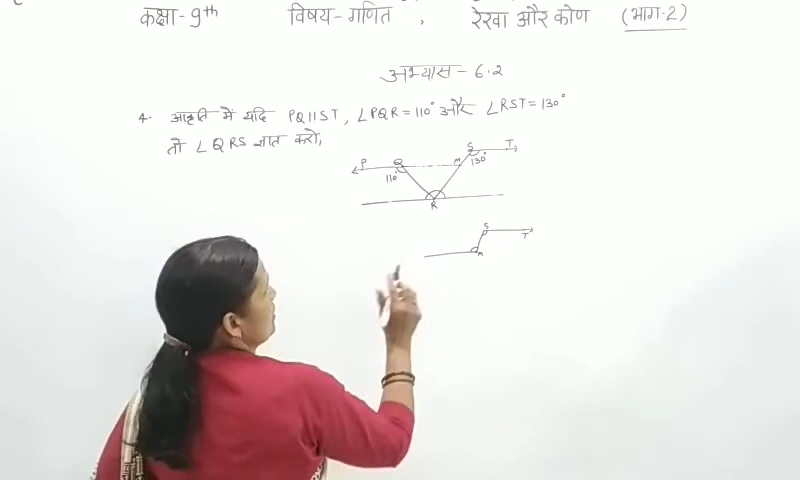 कक्षा-9th विषय-गणित , रेखा और कोण (भाग-2)
अभ्यास - 6.2
4. आकृति में यदि PQ||ST, ∠PQR=110° और ∠RST=130°
तो ∠QRS ज्ञात करो,
P Q M S T
110° 130°
R
S
T
M